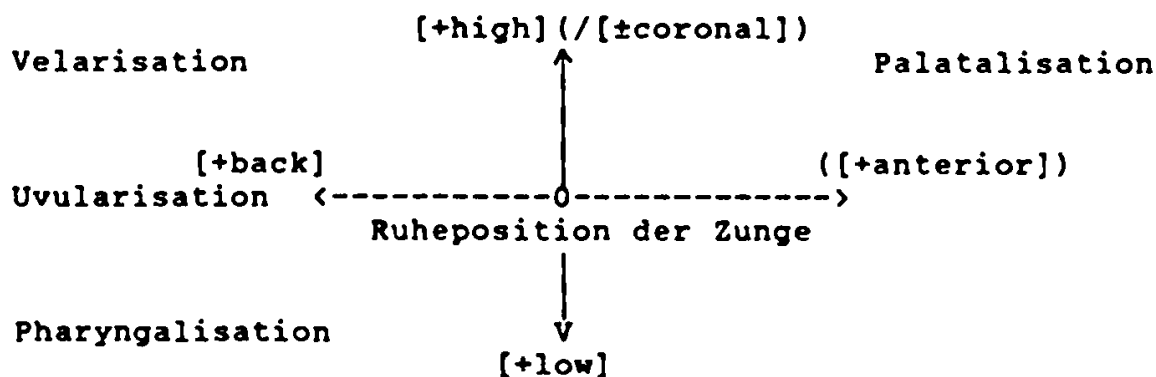 [+high](/[±coronal])
Velarisation Palatalisation
[+back] ([+anterior])
Uvularisation <-----------O------------->
Ruheposition der Zunge
Pharyngalisation V
[+low]